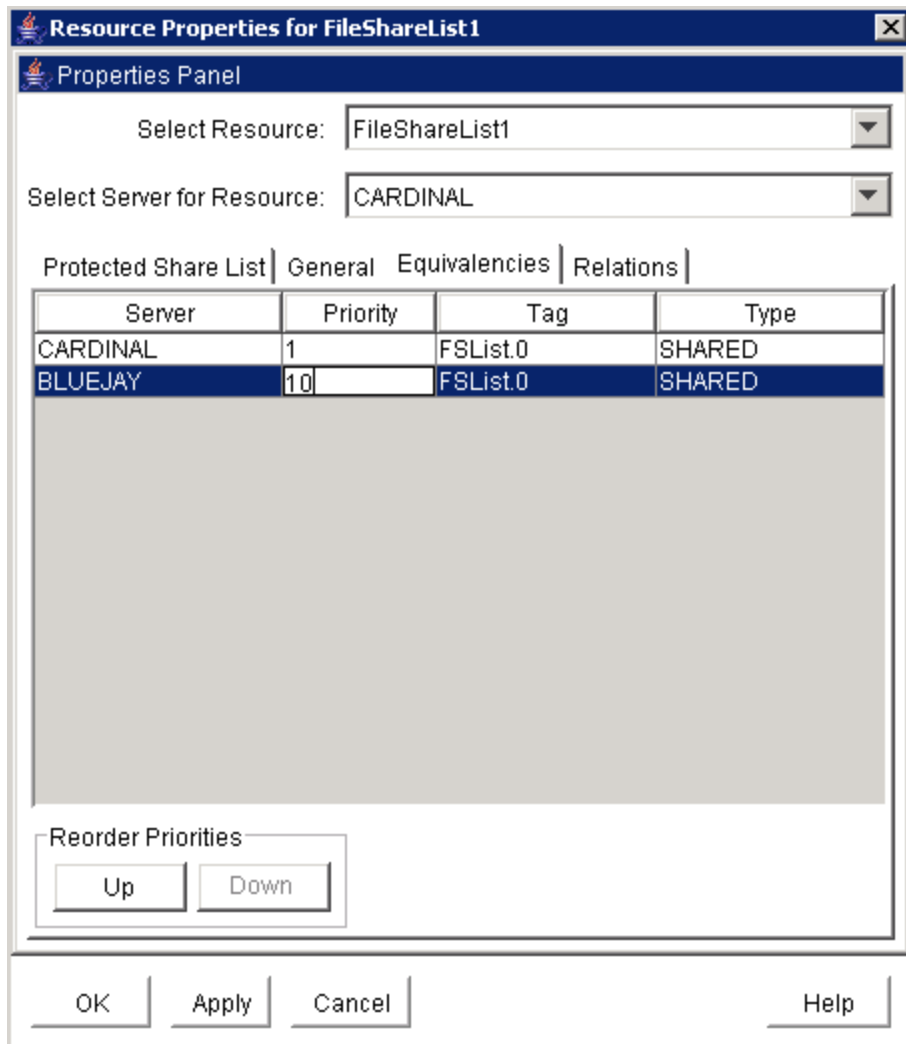 Resource Properties for FileShareList1
Properties Panel
Select Resource: FileShareList1
Select Server for Resource: CARDINAL
Protected Share List General Equivalencies Relations
Server Priority Tag Type
CARDINAL 1 FSList.0 SHARED
BLUEJAY 10 FSList.0 SHARED
Reorder Priorities
Up Down
OK Apply Cancel Help